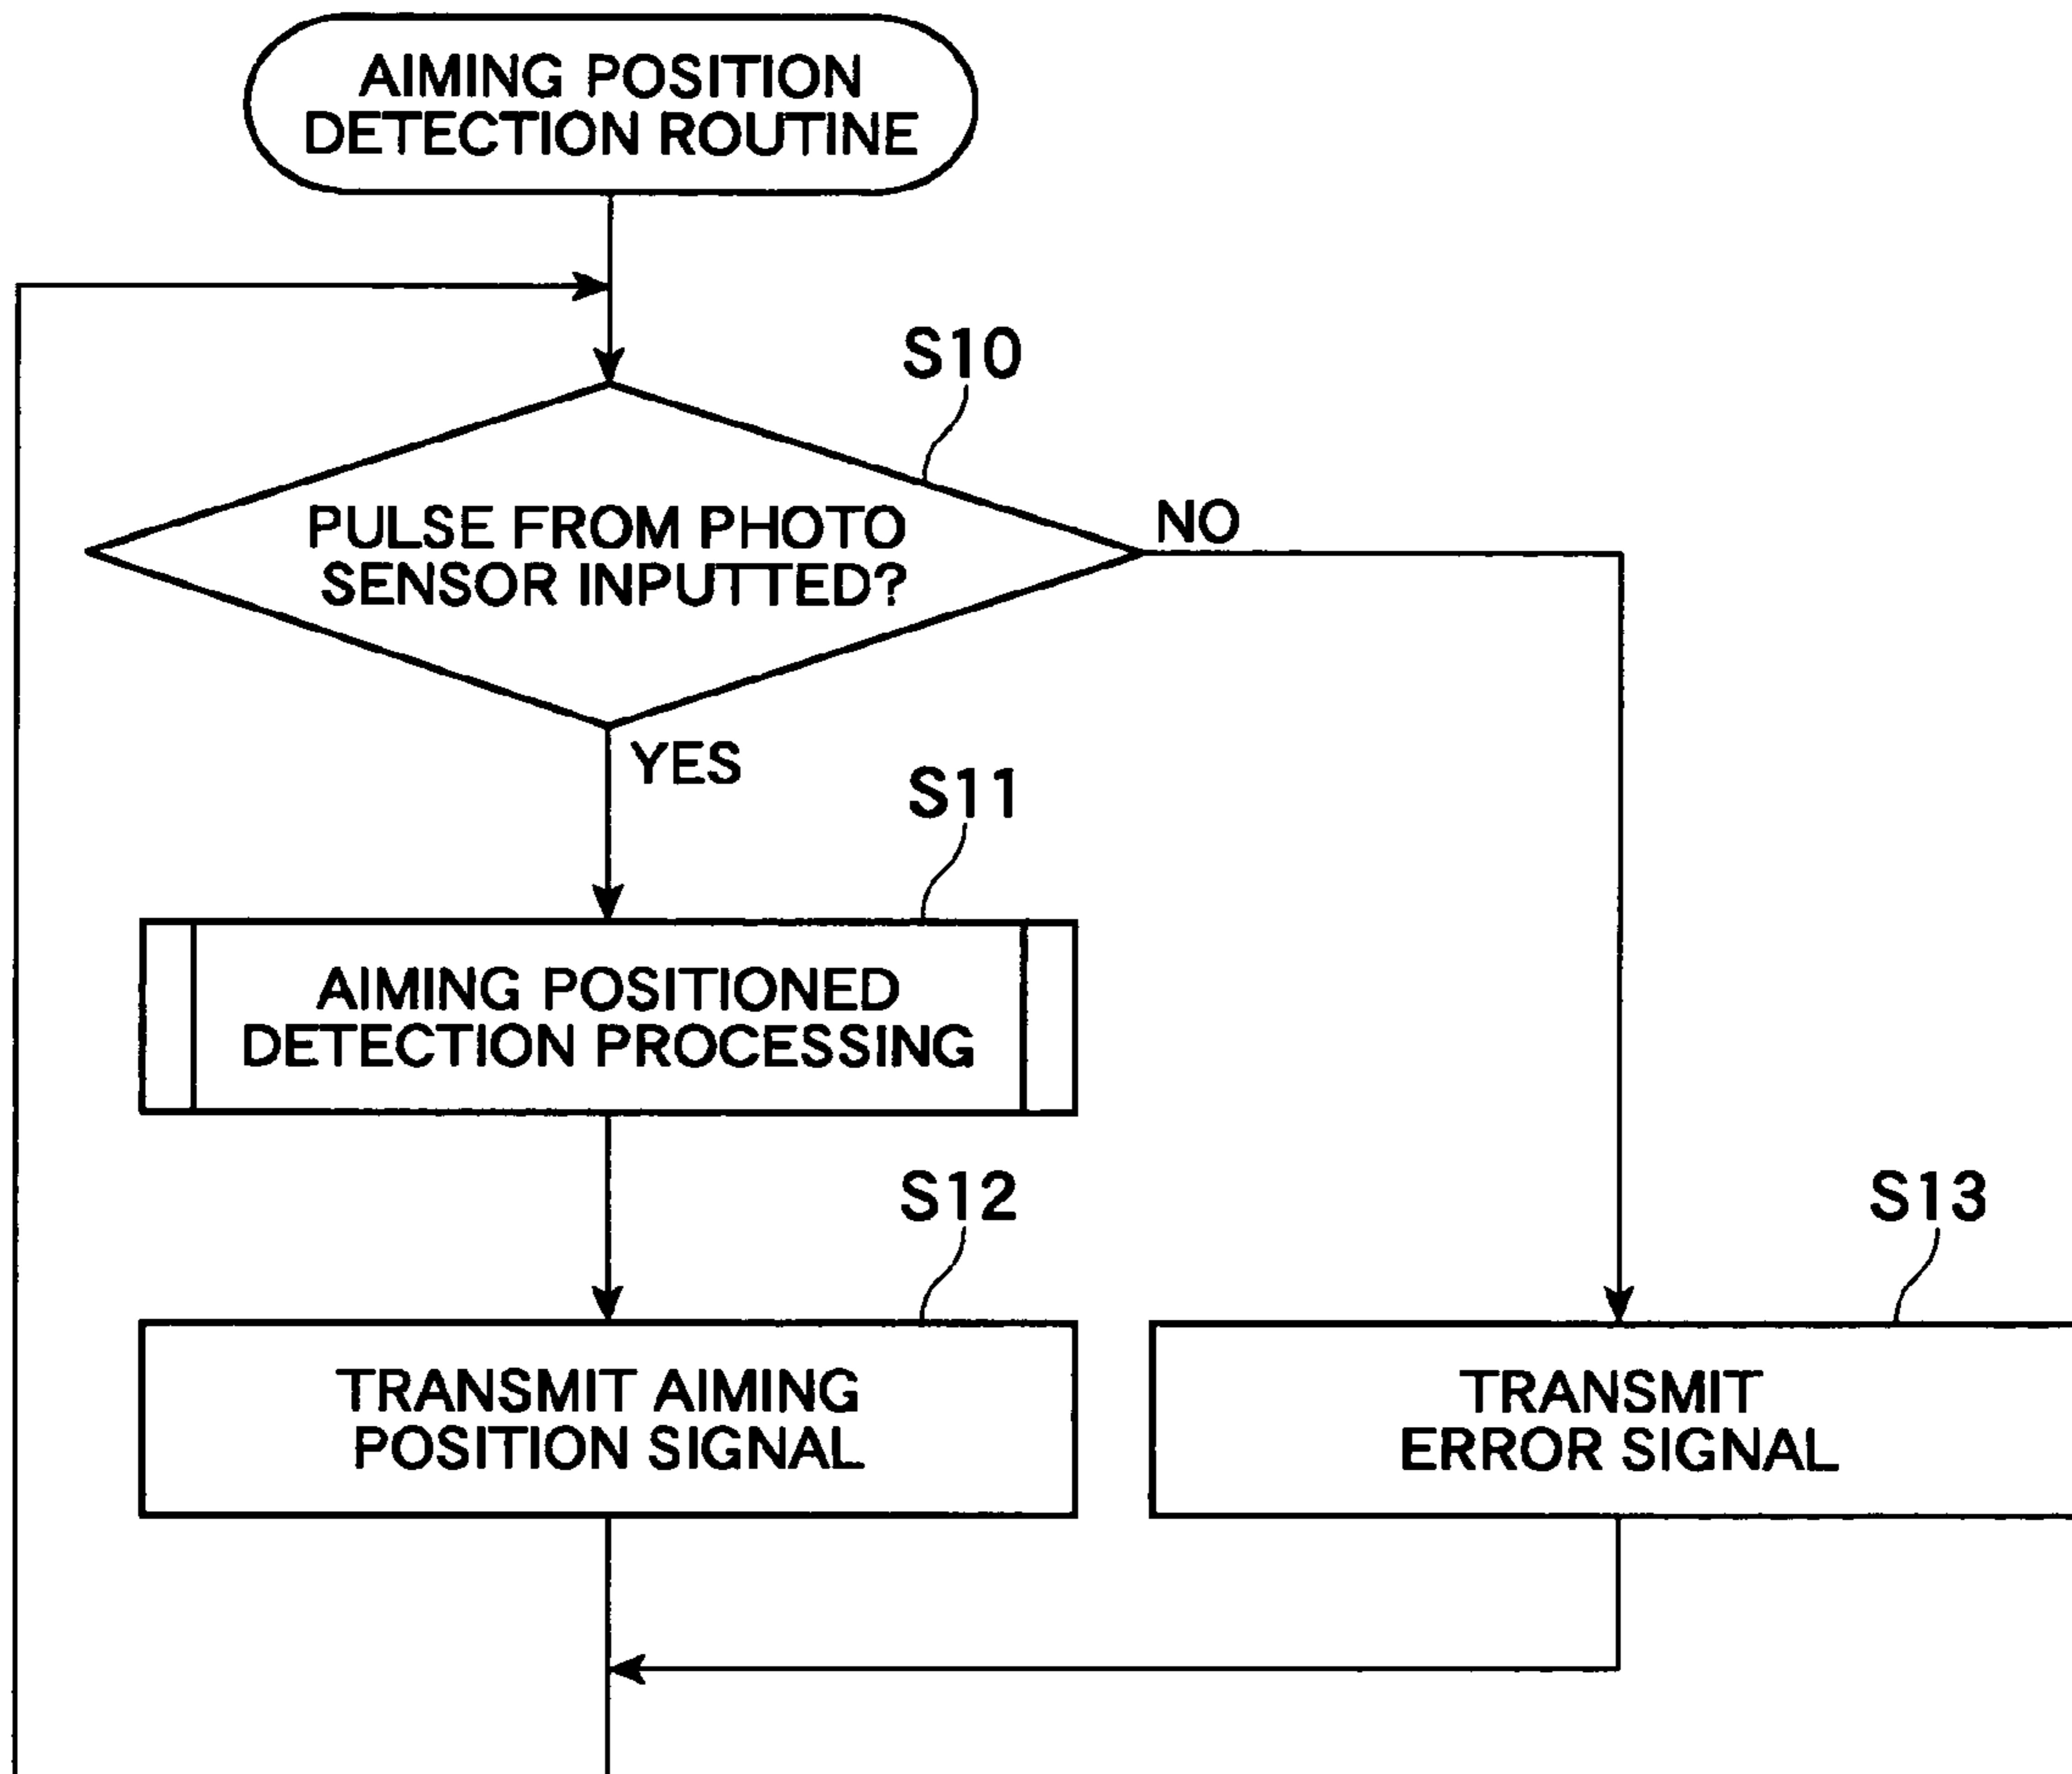 AIMING POSITION
DETECTION ROUTINE
S10
PULSE FROM PHOTO
SENSOR INPUTTED?
NO
YES
S11
AIMING POSITIONED
DETECTION PROCESSING
S12
TRANSMIT AIMING
POSITION SIGNAL
S13
TRANSMIT
ERROR SIGNAL